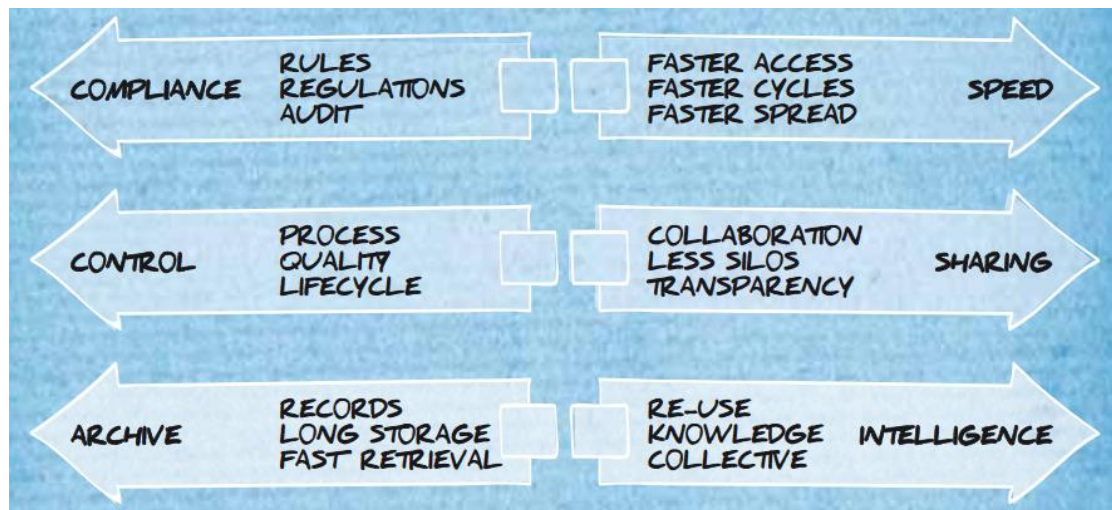 COMPLIANCE
RULES
REGULATIONS
AUDIT
FASTER ACCESS
FASTER CYCLES
FASTER SPREAD
SPEED
CONTROL
PROCESS
QUALITY
LIFECYCLE
COLLABORATION
LESS SILOS
TRANSPARENCY
SHARING
ARCHIVE
RECORDS
LONG STORAGE
FAST RETRIEVAL
RE-USE
KNOWLEDGE
COLLECTIVE
INTELLIGENCE